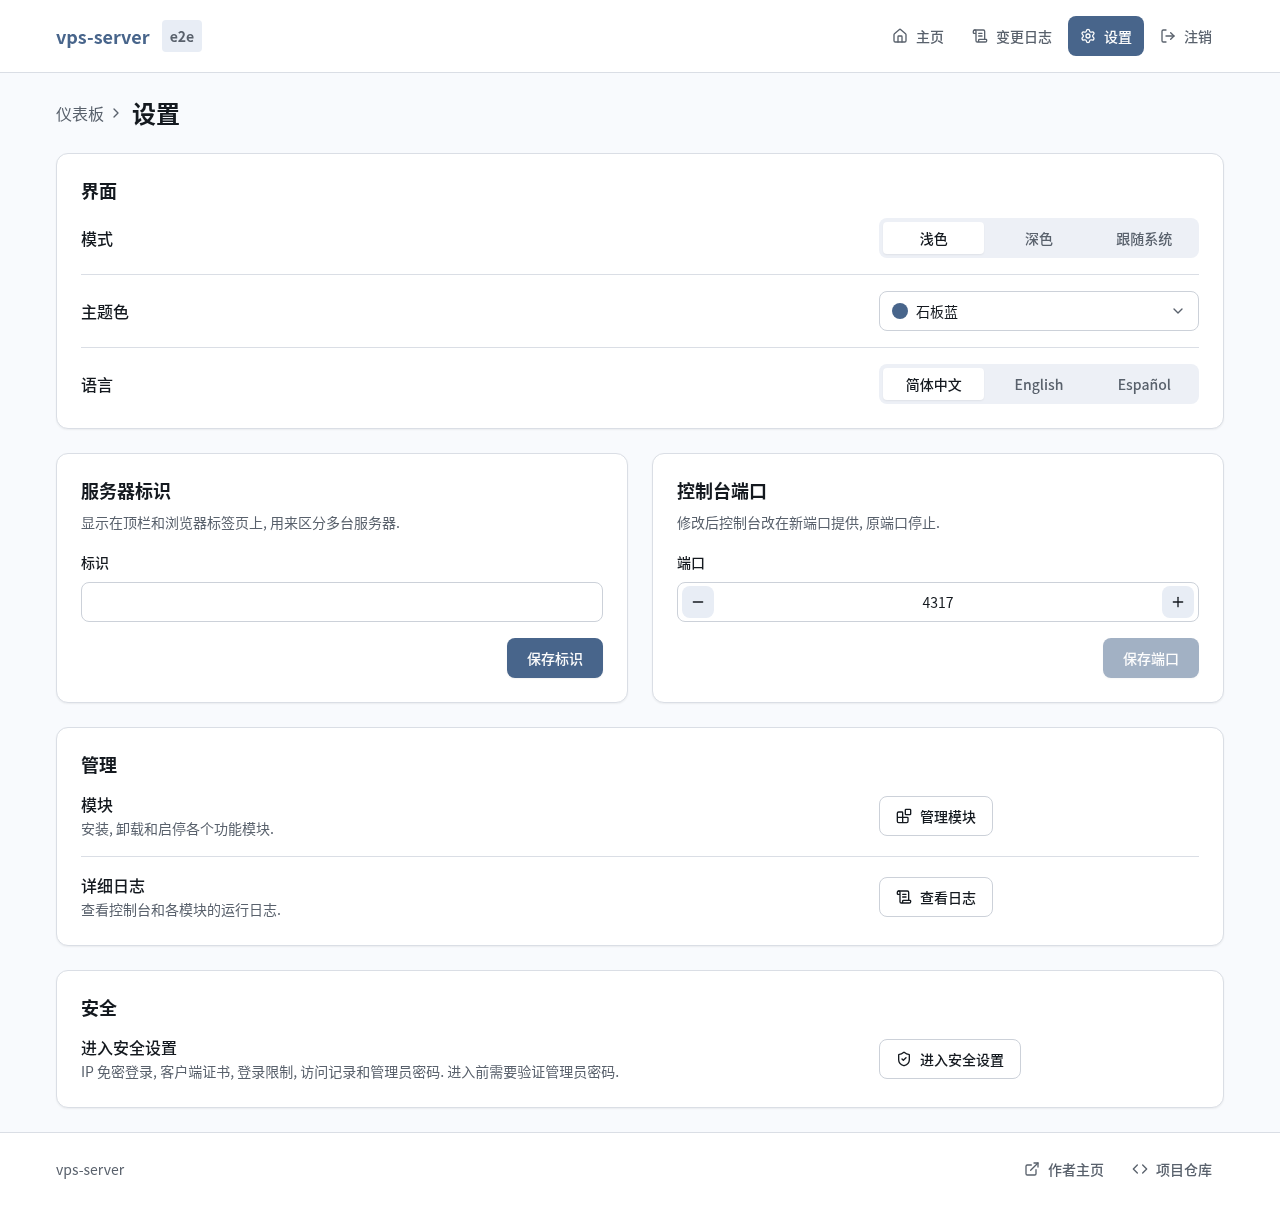 vps-server e2e 主页 变更日志 设置 注销
仪表板 设置
界面
模式 浅色 深色 跟随系统
主题色 石板蓝
语言 简体中文 English Español
服务器标识
显示在顶栏和浏览器标签页上, 用来区分多台服务器.
标识
保存标识
控制台端口
修改后控制台改在新端口提供, 原端口停止.
端口
4317
保存端口
管理
模块
安装, 卸载和启停各个功能模块.
管理模块
详细日志
查看控制台和各模块的运行日志.
查看日志
安全
进入安全设置
IP 免密登录, 客户端证书, 登录限制, 访问记录和管理员密码. 进入前需要验证管理员密码.
进入安全设置
vps-server 作者主页 项目仓库